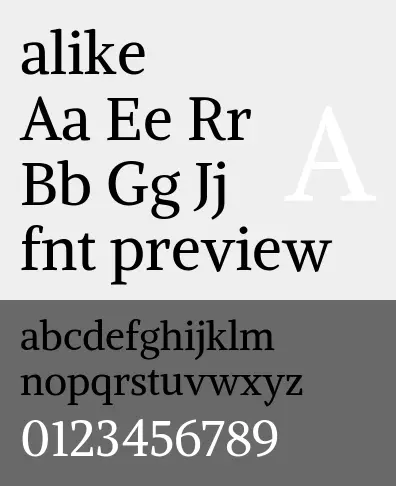 alike
Aa Ee Rr
A
Bb Gg Jj
fnt preview
abcdefghijklm
nopqrstuvwxyz
0123456789